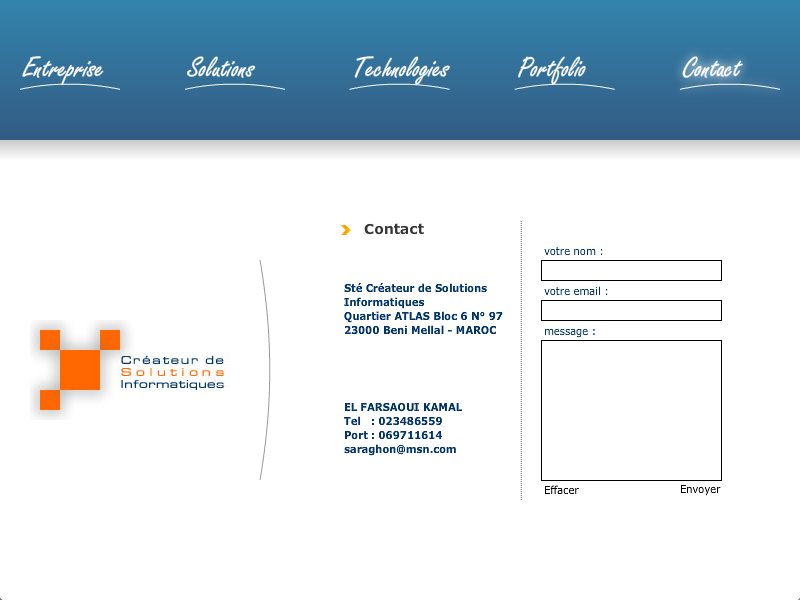 Entreprise
Solutions
Technologies
Portfolio
Contact
Contact
Sté Créateur de Solutions
Informatiques
Quartier ATLAS Bloc 6 N° 97
23000 Beni Mellal - MAROC
EL FARSAOUI KAMAL
Tel : 023486559
Port : 069711614
saraghon@msn.com
votre nom :
votre email :
message :
Effacer
Envoyer
Créateur de
Solutions
Informatiques